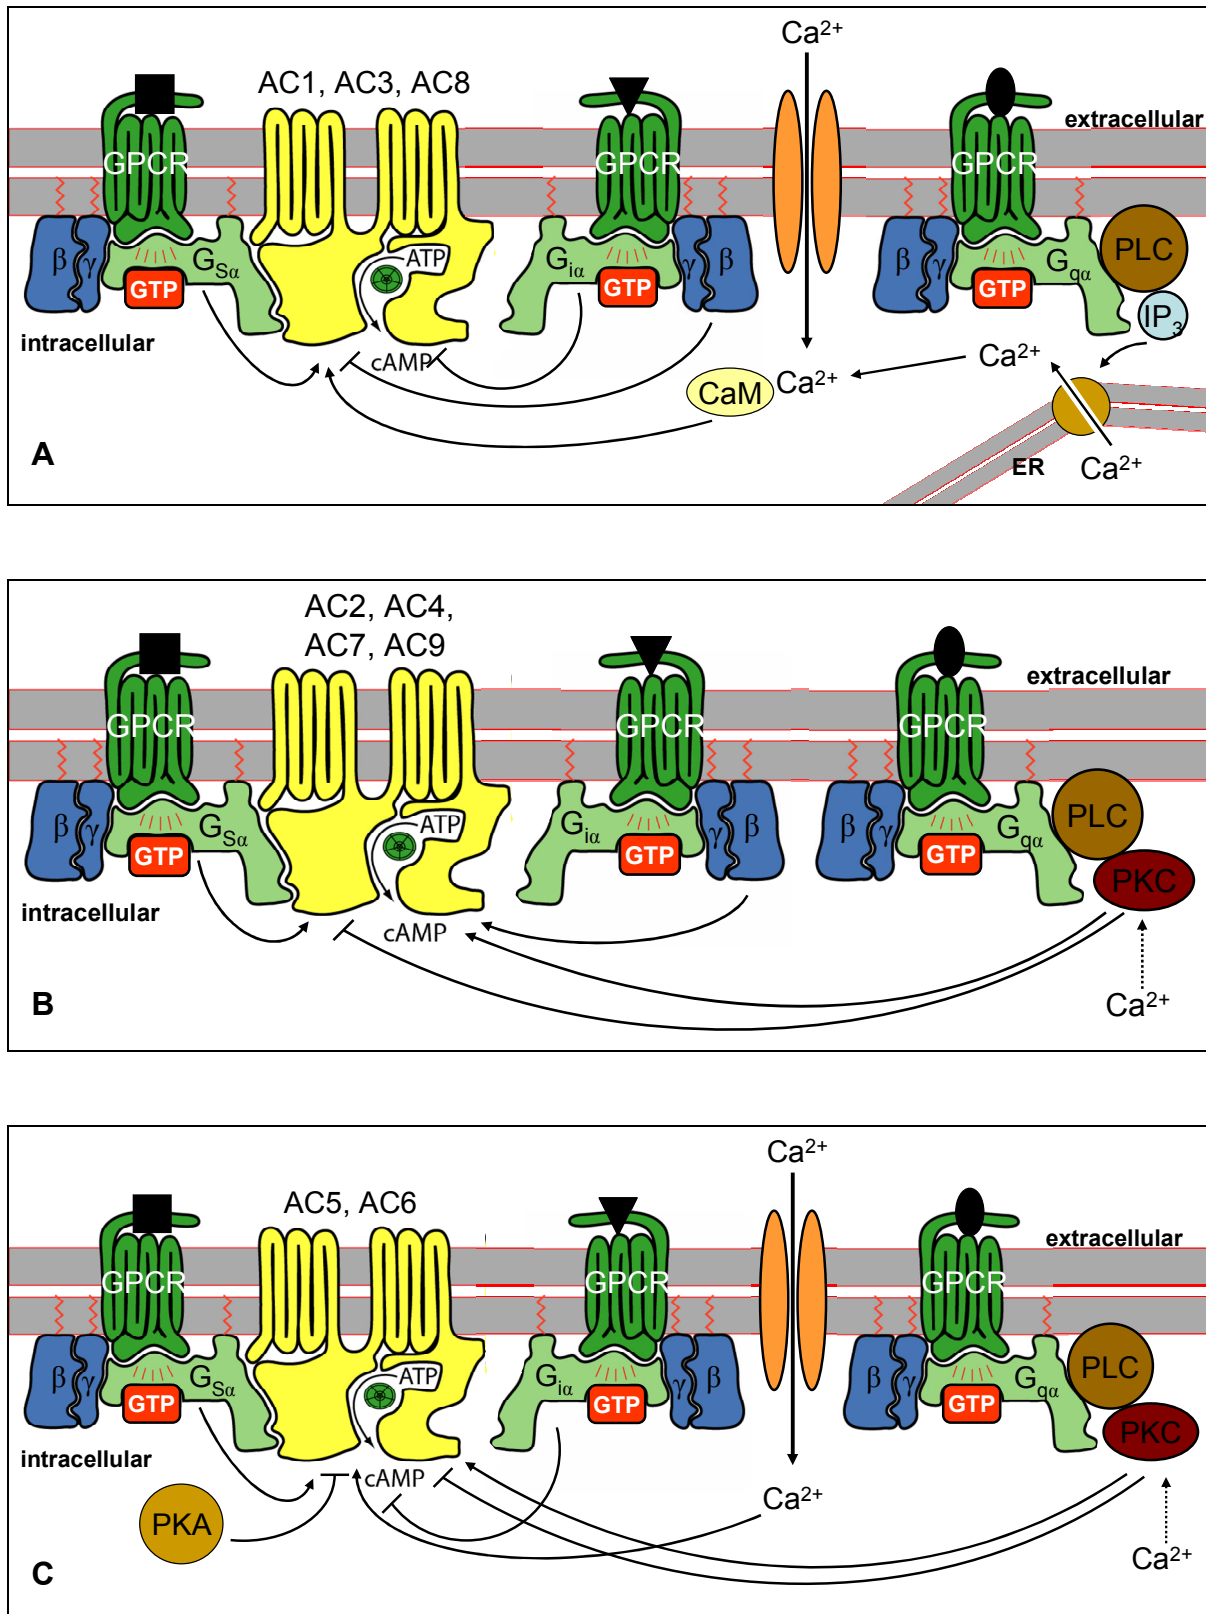 Ca²⁺
AC1, AC3, AC8
extracellular
GPCR
GPCR
GPCR
β γ
GSα
ATP
Giα
γ β
β γ
Gqα
PLC
GTP
GTP
GTP
IP₃
intracellular
cAMP
Ca²⁺
CaM
Ca²⁺
A
ER
Ca²⁺
AC2, AC4,
AC7, AC9
extracellular
GPCR
GPCR
GPCR
β γ
GSα
ATP
Giα
γ β
β γ
Gqα
PLC
GTP
GTP
GTP
PKC
intracellular
cAMP
B
Ca²⁺
Ca²⁺
AC5, AC6
extracellular
GPCR
GPCR
GPCR
β γ
GSα
ATP
Giα
γ β
β γ
Gqα
PLC
GTP
GTP
GTP
PKC
intracellular
cAMP
Ca²⁺
PKA
Ca²⁺
C